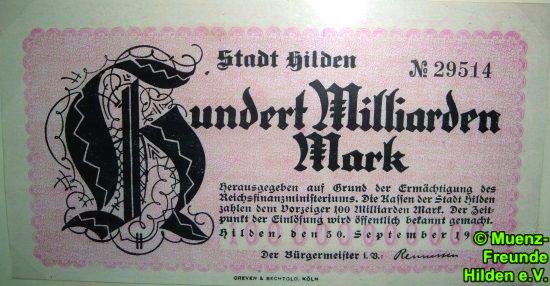 Stadt Hilden
№ 29514
Hundert Milliarden
Mark
Herausgegeben auf Grund der Ermächtigung des
Reichsfinanzministeriums. Die Kassen der Stadt Hilden
zahlen dem Vorzeiger 100 Milliarden Mark. Der Zeit-
punkt der Einlösung wird öffentlich bekannt gemacht.
Hilden, den 30. September 19
Der Bürgermeister i. V.:
GREVEN & BECHTOLD, KÖLN
© Muenz-
Freunde
Hilden e.V.